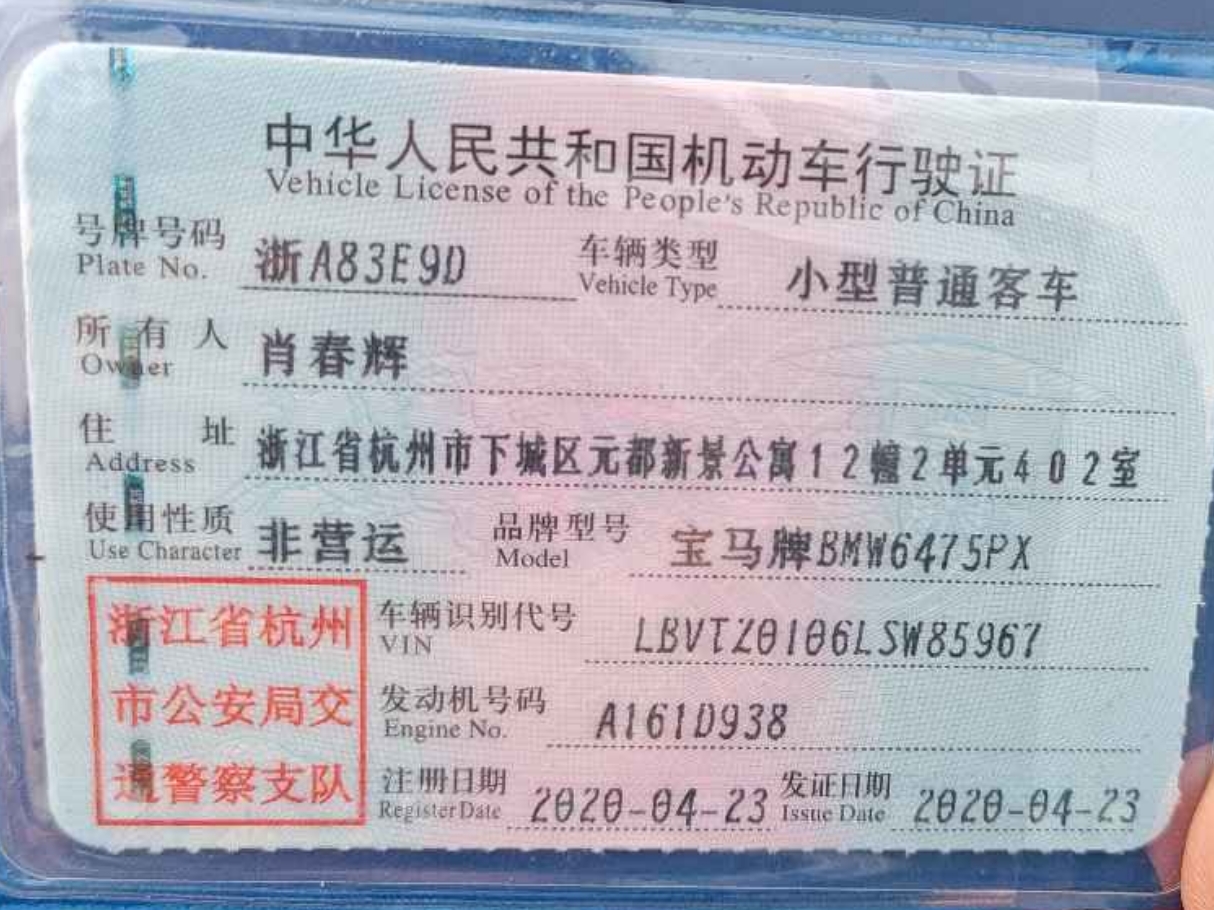 中华人民共和国机动车行驶证
Vehicle License of the People's Republic of China
号牌号码 浙A83E9D 车辆类型 小型普通客车
Plate No. Vehicle Type
所有人 肖春辉
Owner
住址 浙江省杭州市下城区元都新景公寓12幢2单元402室
Address
使用性质 非营运 品牌型号 宝马牌BMW6475PX
Use Character Model
浙江省杭州
市公安局交
通警察支队
车辆识别代号 LBVTZ0106LSW85967
VIN
发动机号码 A161D938
Engine No.
注册日期 2020-04-23 发证日期 2020-04-23
Register Date Issue Date